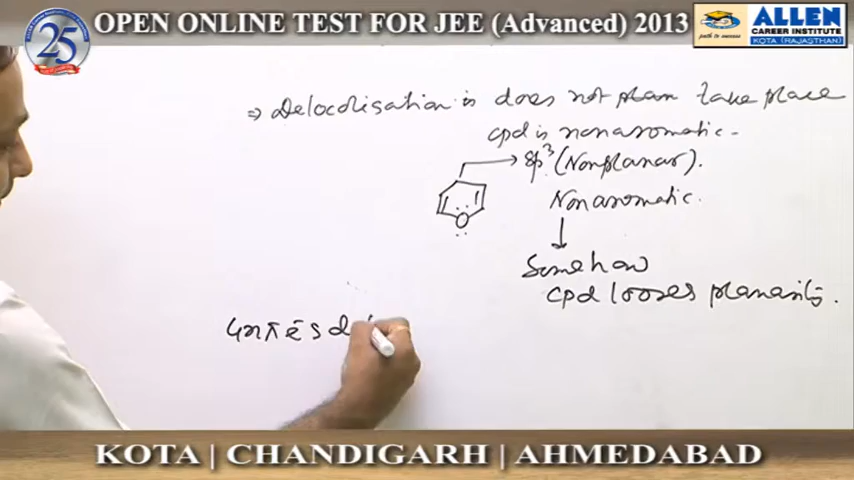 OPEN ONLINE TEST FOR JEE (Advanced) 2013
25
path to success
ALLEN
CAREER INSTITUTE
KOTA (RAJASTHAN)
⇒ Delocalisation is does not plan take place
cpd is nonaromatic -
sp³ (Nonplanar).
O
Nonaromatic.
↓
Somehow
cpd looses planarity.
4nπēs d
KOTA | CHANDIGARH | AHMEDABAD